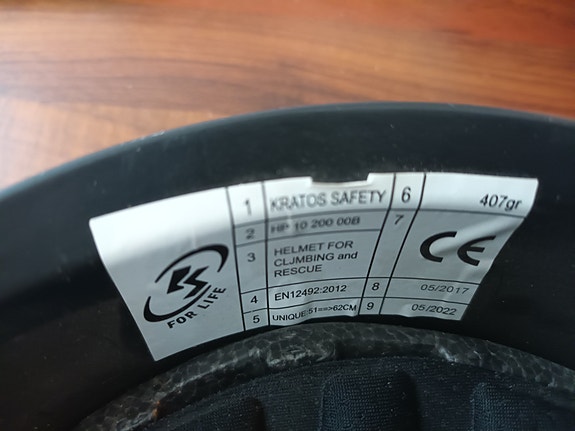 1 KRATOS SAFETY 6 407gr
2 HP 10 200 00B 7
3 HELMET FOR
CLIMBING and
RESCUE
CE
4 EN12492:2012 8 05/2017
5 UNIQUE:51==>62CM 9 05/2022
KS
FOR LIFE